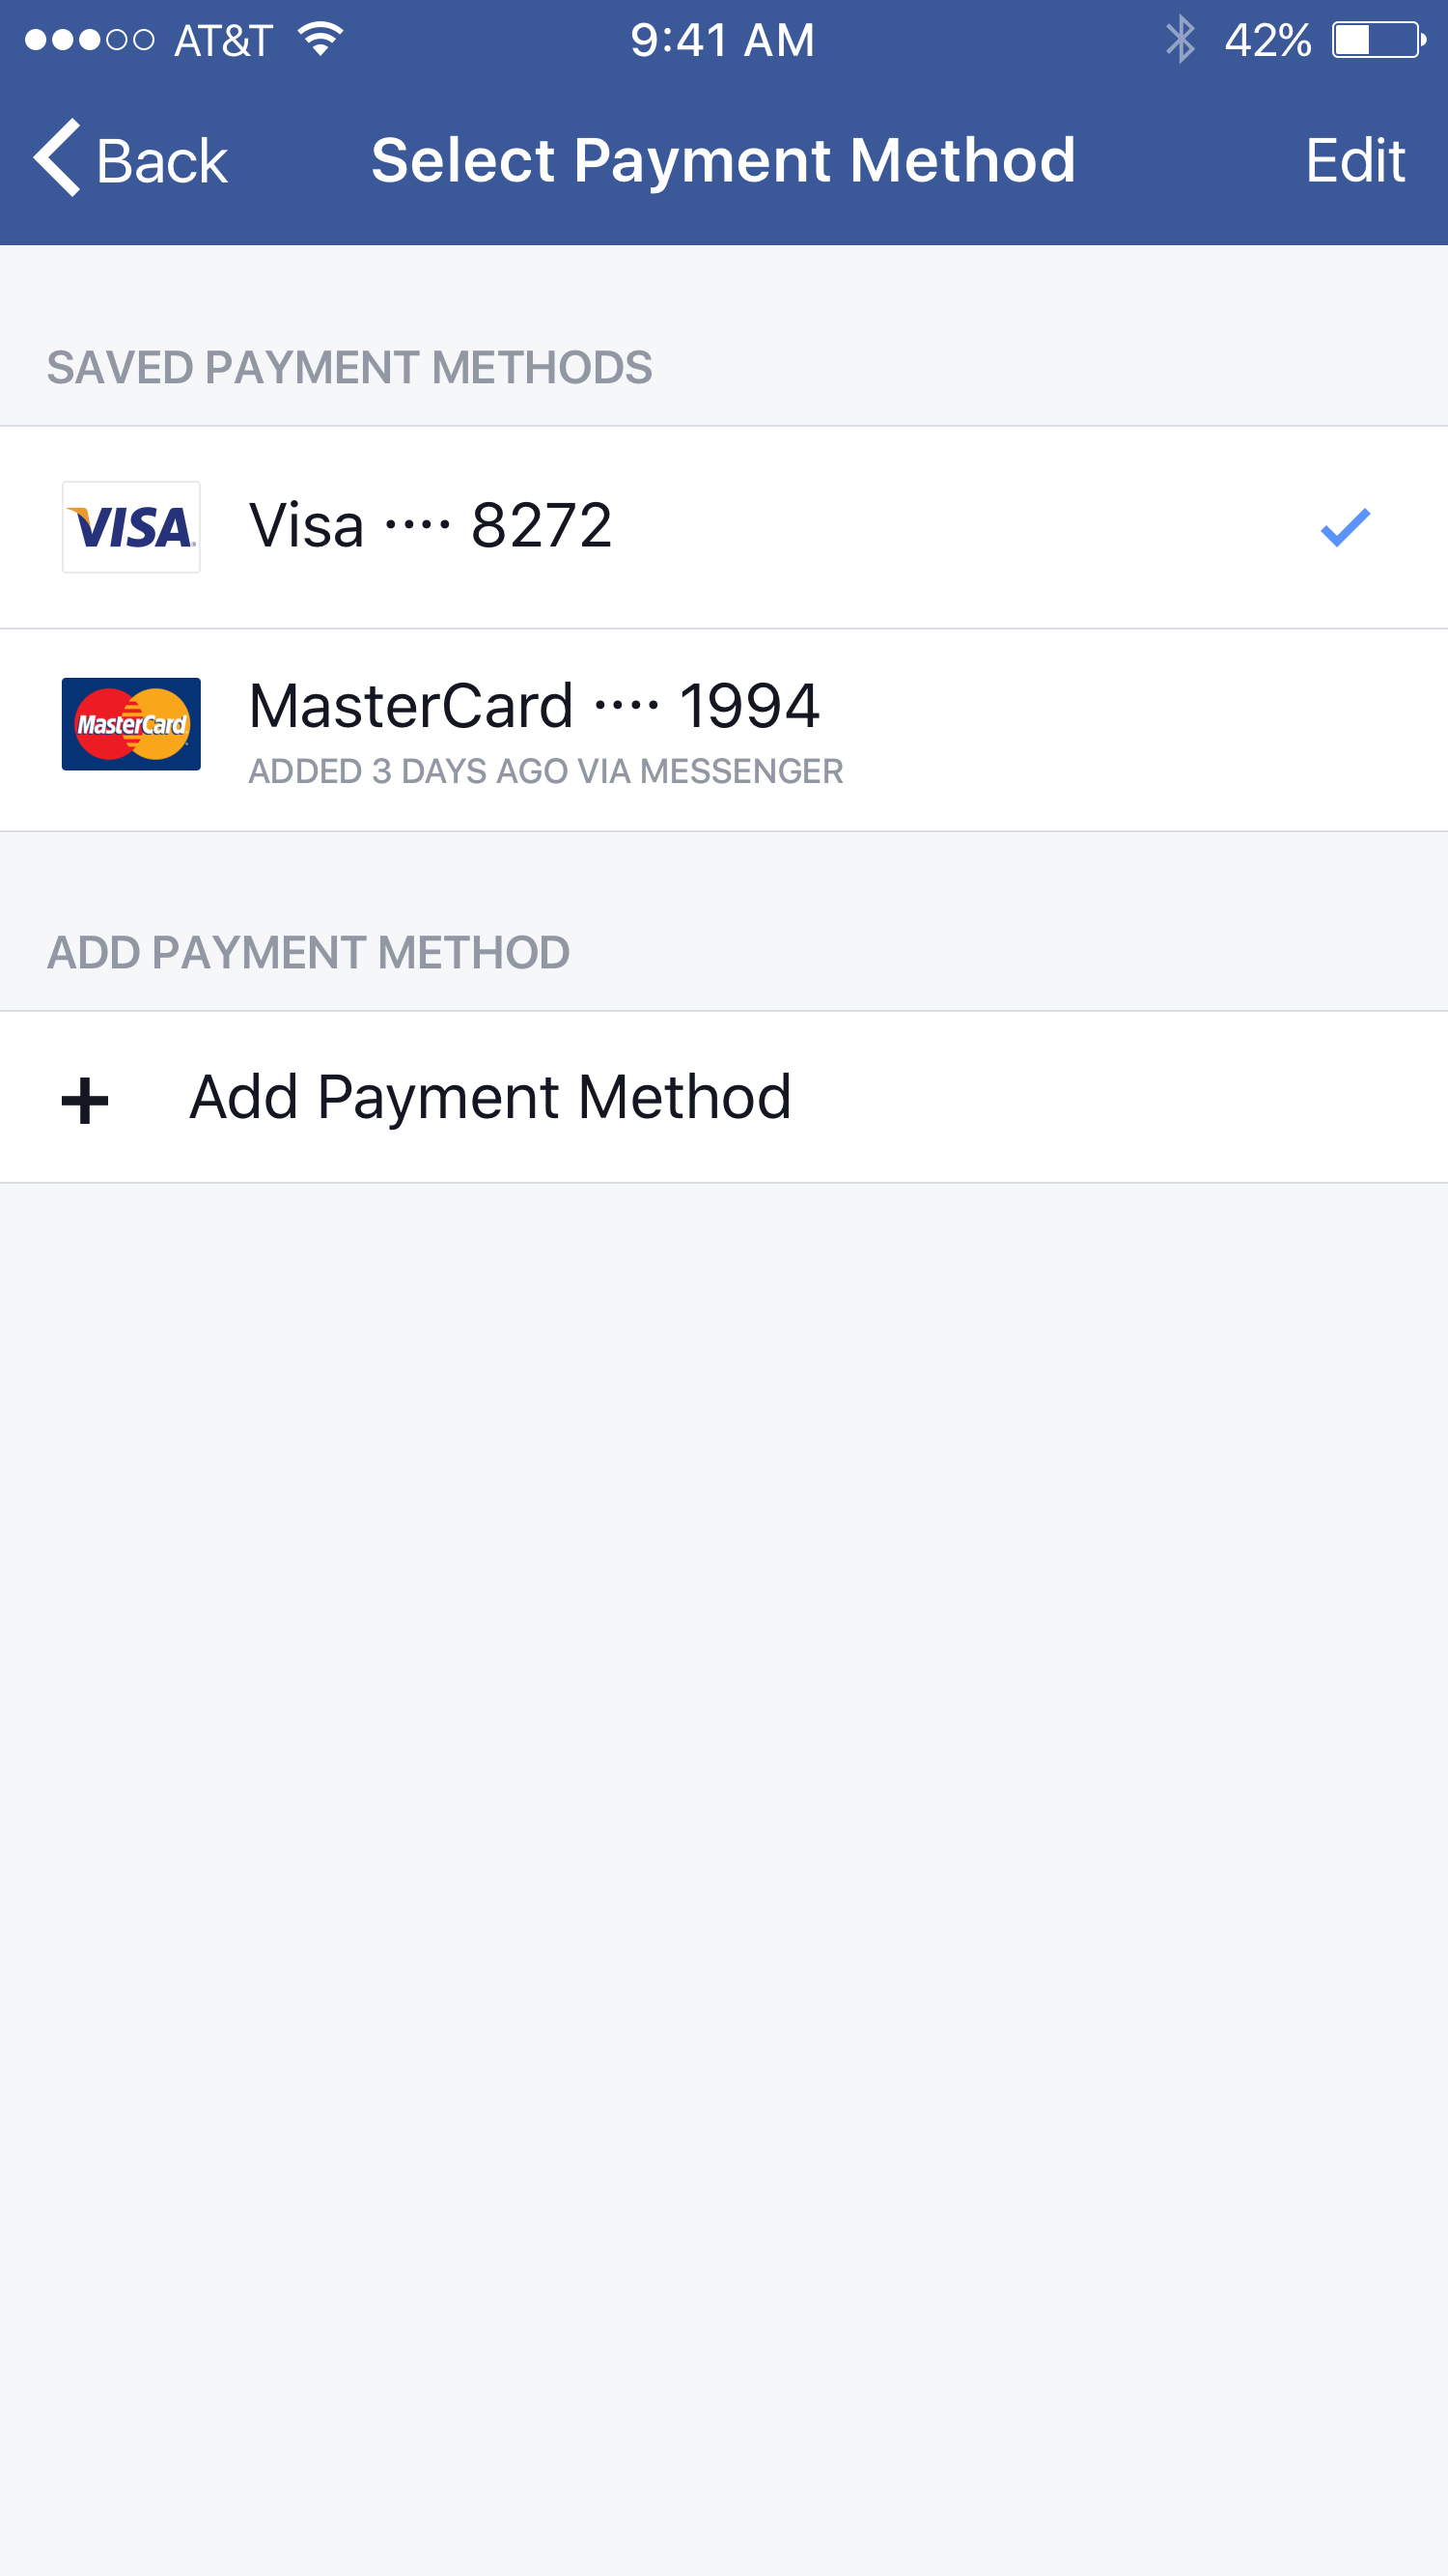 AT&T 9:41 AM 42%
Back Select Payment Method Edit
SAVED PAYMENT METHODS
VISA Visa ···· 8272
MasterCard MasterCard ···· 1994
ADDED 3 DAYS AGO VIA MESSENGER
ADD PAYMENT METHOD
+ Add Payment Method